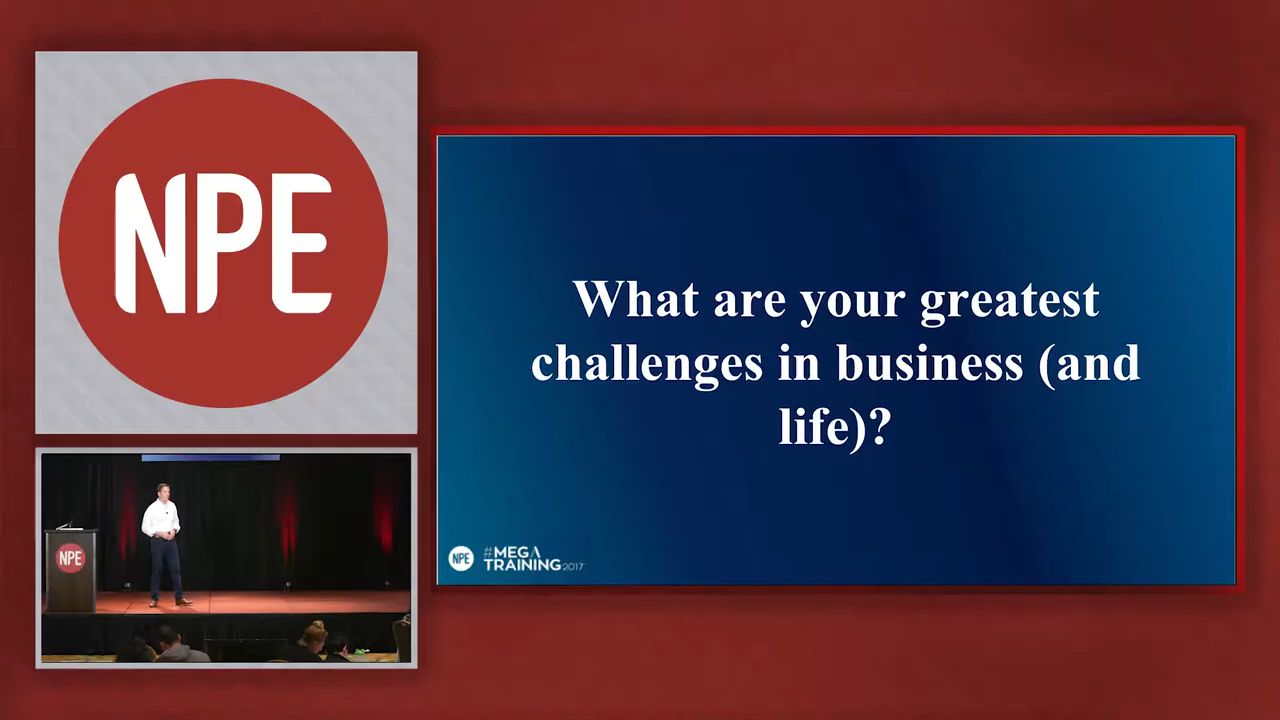 NPE
NPE
What are your greatest
challenges in business (and
life)?
NPE
#MEGA
TRAINING2017